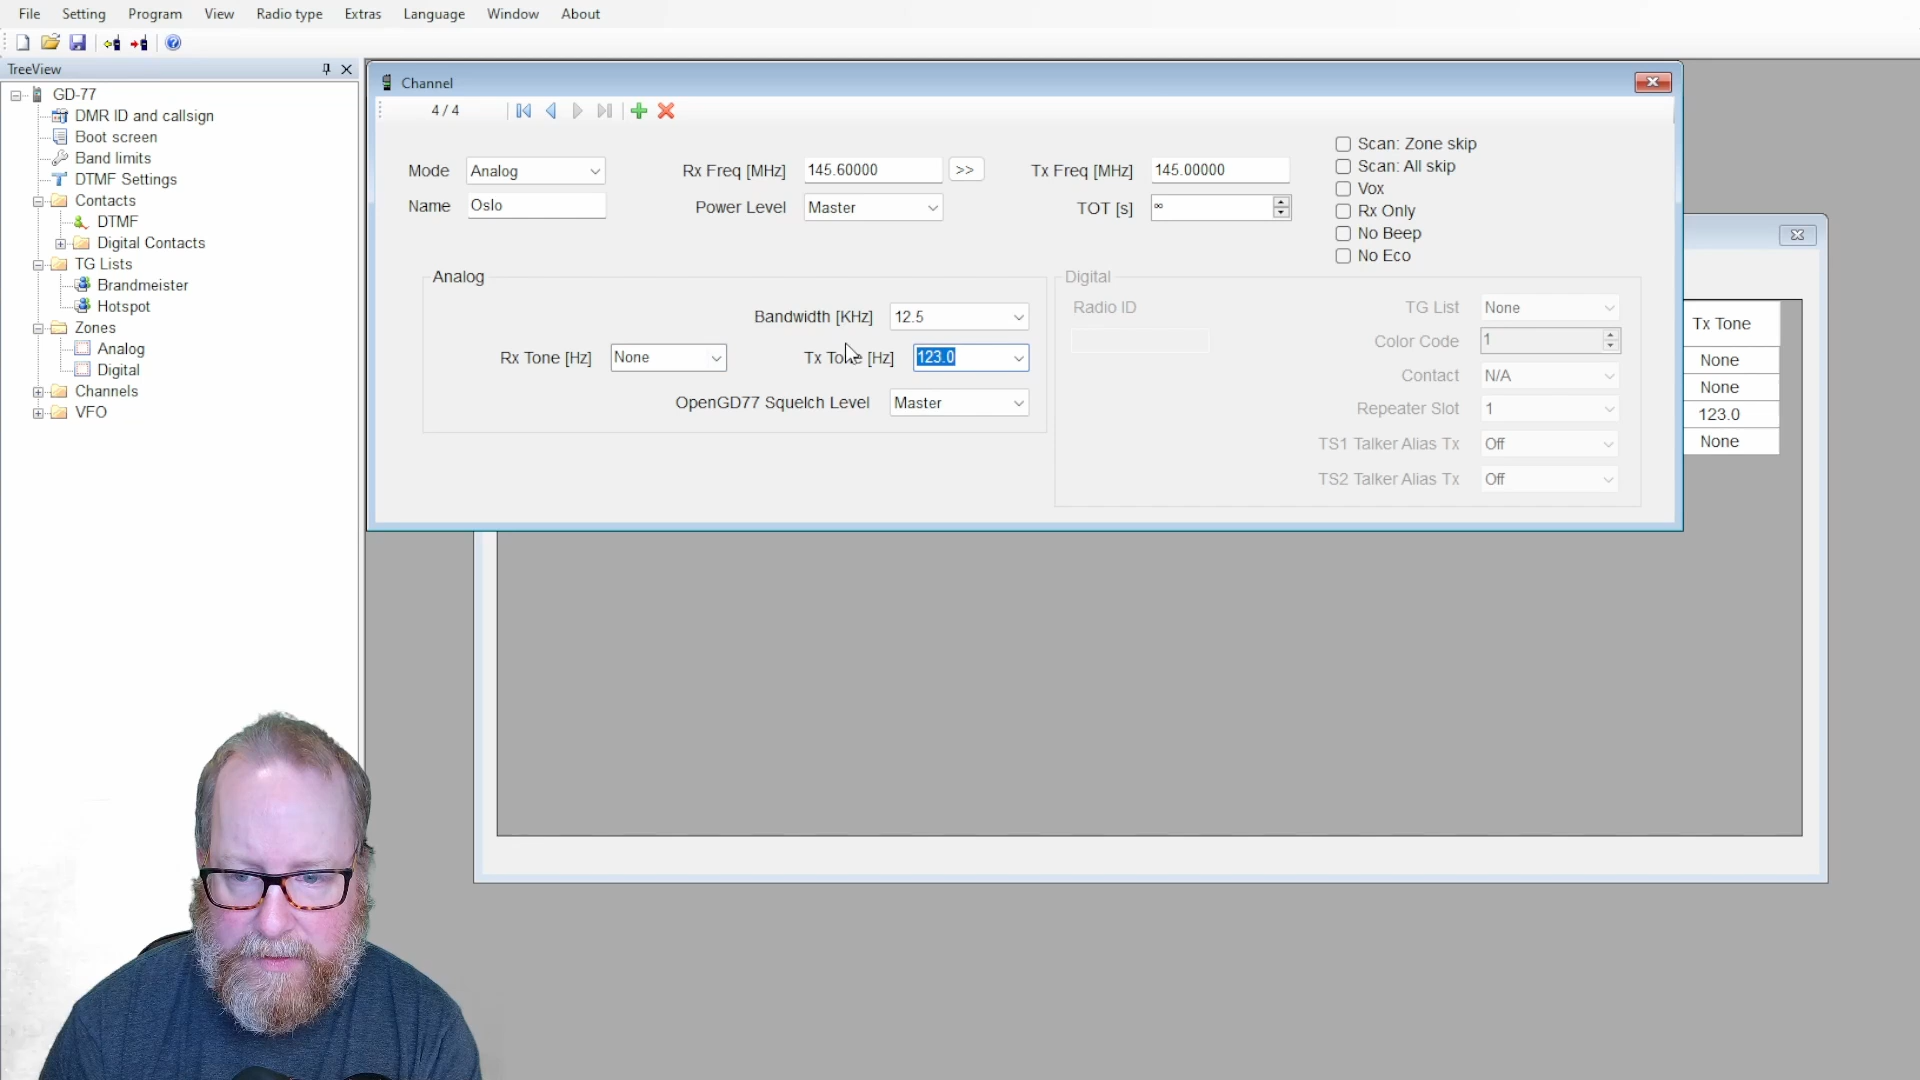 File Setting Program View Radio type Extras Language Window About
TreeView
GD-77
DMR ID and callsign
Boot screen
Band limits
DTMF Settings
Contacts
DTMF
Digital Contacts
TG Lists
Brandmeister
Hotspot
Zones
Analog
Digital
Channels
VFO
Channel
4 / 4
Mode Analog Rx Freq [MHz] 145.60000 >> Tx Freq [MHz] 145.00000
Name Oslo Power Level Master TOT [s] ∞
Scan: Zone skip
Scan: All skip
Vox
Rx Only
No Beep
No Eco
Analog
Bandwidth [KHz] 12.5
Rx Tone [Hz] None Tx Tone [Hz] 123.0
OpenGD77 Squelch Level Master
Digital
Radio ID TG List None
Color Code 1
Contact N/A
Repeater Slot 1
TS1 Talker Alias Tx Off
TS2 Talker Alias Tx Off
Tx Tone
None
None
123.0
None